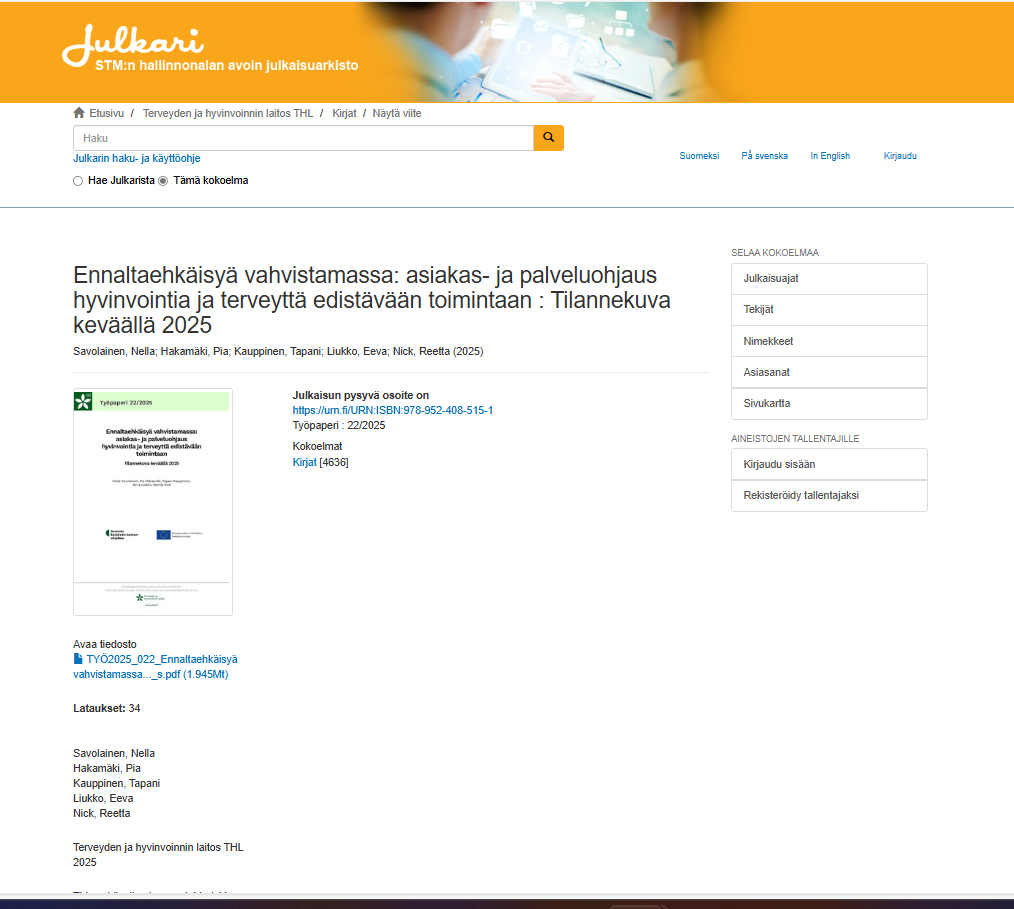 Julkari
STM:n hallinnonalan avoin julkaisuarkisto
Etusivu / Terveyden ja hyvinvoinnin laitos THL / Kirjat / Näytä viite
Haku
Julkarin haku- ja käyttöohje
Suomeksi På svenska In English Kirjaudu
Hae Julkarista Tämä kokoelma
Ennaltaehkäisyä vahvistamassa: asiakas- ja palveluohjaus
hyvinvointia ja terveyttä edistävään toimintaan : Tilannekuva
keväällä 2025
Savolainen, Nella; Hakamäki, Pia; Kauppinen, Tapani; Liukko, Eeva; Nick, Reetta (2025)
Työpaperi 22/2025
Ennaltaehkäisyä vahvistamassa:
asiakas- ja palveluohjaus
hyvinvointia ja terveyttä edistävään
toimintaan
Tilannekuva keväällä 2025
Julkaisun pysyvä osoite on
https://urn.fi/URN:ISBN:978-952-408-515-1
Työpaperi : 22/2025
Kokoelmat
Kirjat [4636]
Avaa tiedosto
TYÖ2025_022_Ennaltaehkäisyä
vahvistamassa..._s.pdf (1.945Mt)
Lataukset: 34
Savolainen, Nella
Hakamäki, Pia
Kauppinen, Tapani
Liukko, Eeva
Nick, Reetta
Terveyden ja hyvinvoinnin laitos THL
2025
SELAA KOKOELMAA
Julkaisuajat
Tekijät
Nimekkeet
Asiasanat
Sivukartta
AINEISTOJEN TALLENTAJILLE
Kirjaudu sisään
Rekisteröidy tallentajaksi